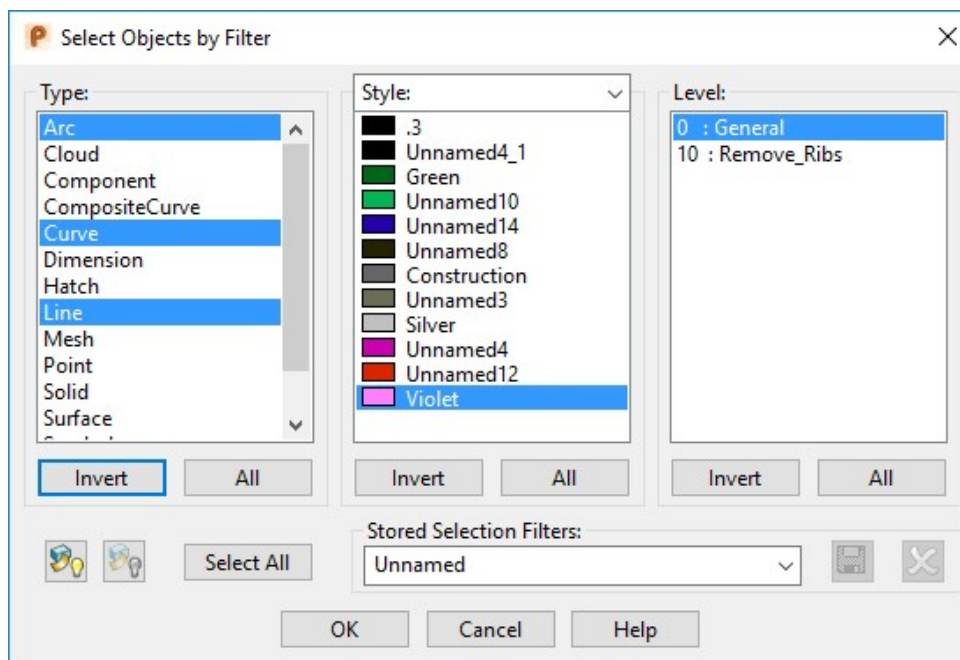 Select Objects by Filter
Type:
Arc
Cloud
Component
CompositeCurve
Curve
Dimension
Hatch
Line
Mesh
Point
Solid
Surface
Invert
All
Style:
.3
Unnamed4_1
Green
Unnamed10
Unnamed14
Unnamed8
Construction
Unnamed3
Silver
Unnamed4
Unnamed12
Violet
Invert
All
Level:
0 : General
10 : Remove_Ribs
Invert
All
Select All
Stored Selection Filters:
Unnamed
OK
Cancel
Help